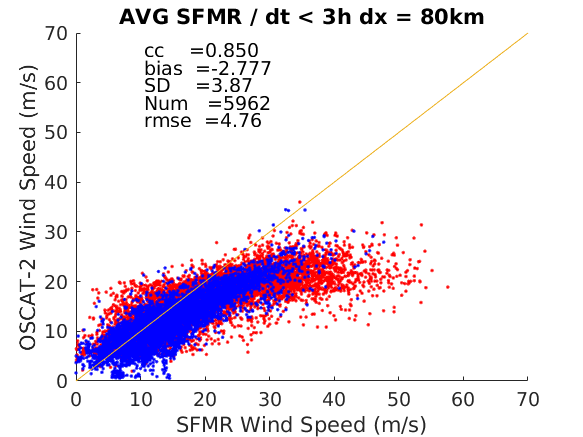 AVG SFMR / dt < 3h dx = 80km
cc =0.850
bias =-2.777
SD =3.87
Num =5962
rmse =4.76
70
60
50
40
30
20
10
0
OSCAT-2 Wind Speed (m/s)
0 10 20 30 40 50 60 70
SFMR Wind Speed (m/s)